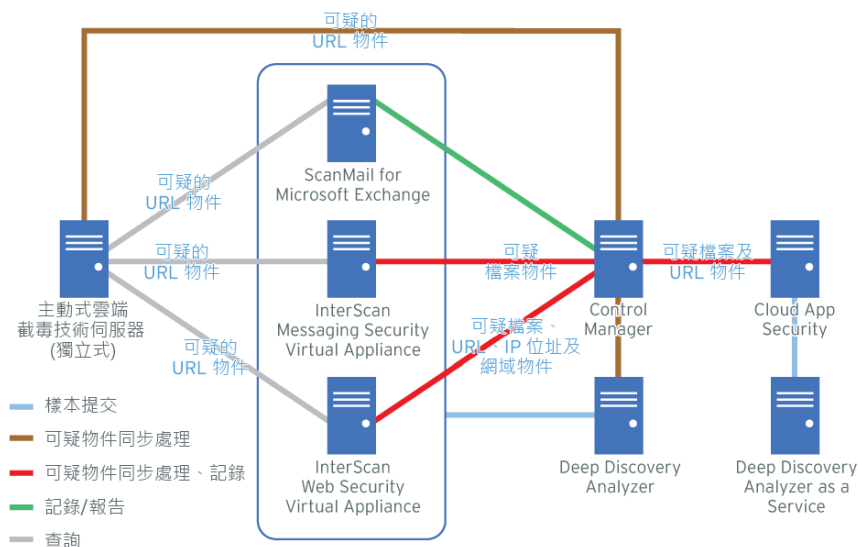 可疑的
URL 物件
ScanMail for
Microsoft Exchange
可疑的
URL 物件
可疑的
URL 物件
可疑
檔案物件
可疑檔案及
URL 物件
主動式雲端
截毒技術伺服器
(獨立式)
InterScan
Messaging Security
Virtual Appliance
Control
Manager
Cloud App
Security
可疑的
URL 物件
可疑檔案、
URL、IP 位址及
網域物件
InterScan
Web Security
Virtual Appliance
Deep Discovery
Analyzer
Deep Discovery
Analyzer as a
Service
樣本提交
可疑物件同步處理
可疑物件同步處理、記錄
記錄/報告
查詢